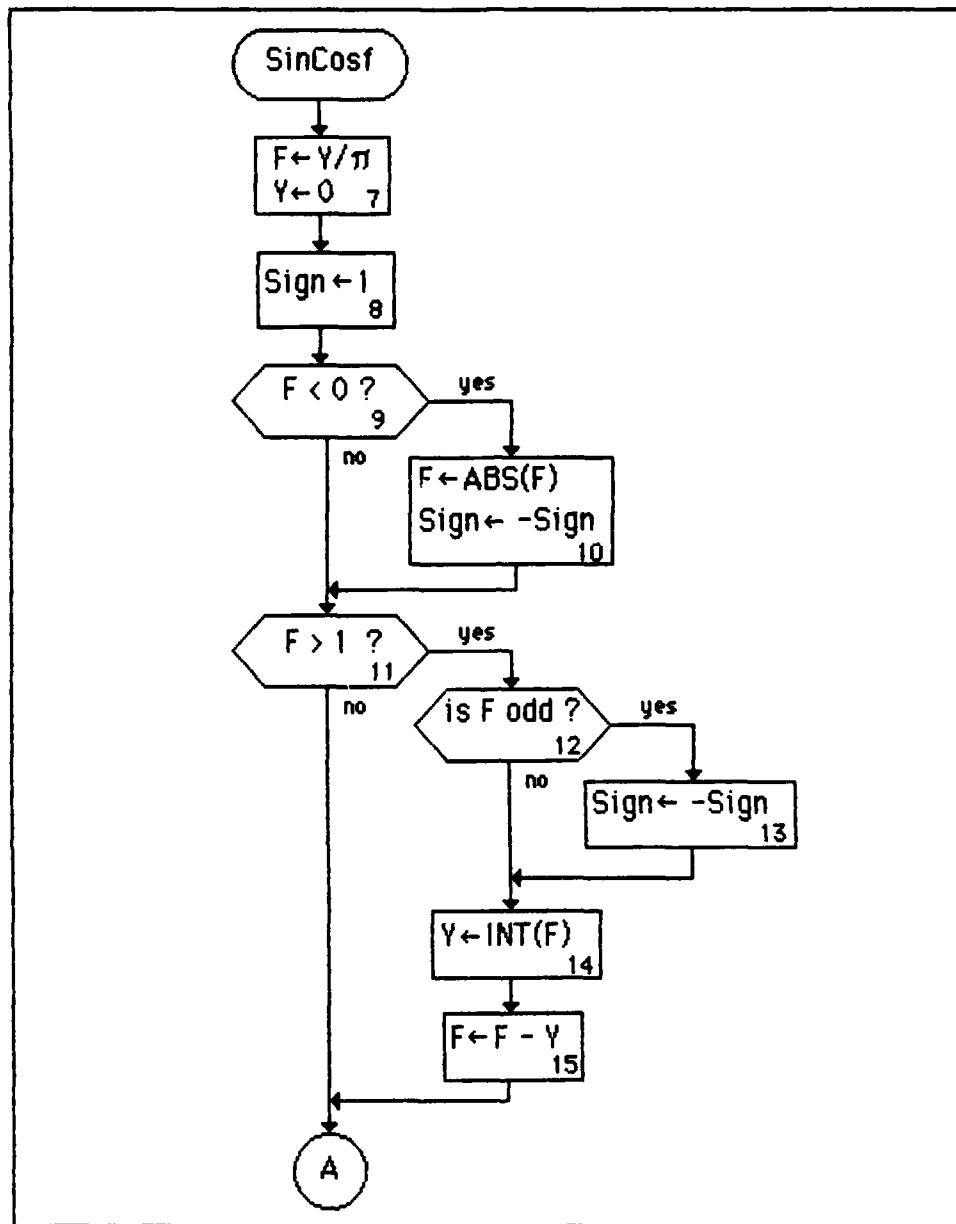 SinCosf
F ← Y/π
Y ← 0 7
Sign ← 1
8
F < 0 ?
9
yes
no
F ← ABS(F)
Sign ← -Sign
10
F > 1 ?
11
yes
no
is F odd ?
12
yes
no
Sign ← -Sign
13
Y ← INT(F)
14
F ← F - Y
15
A